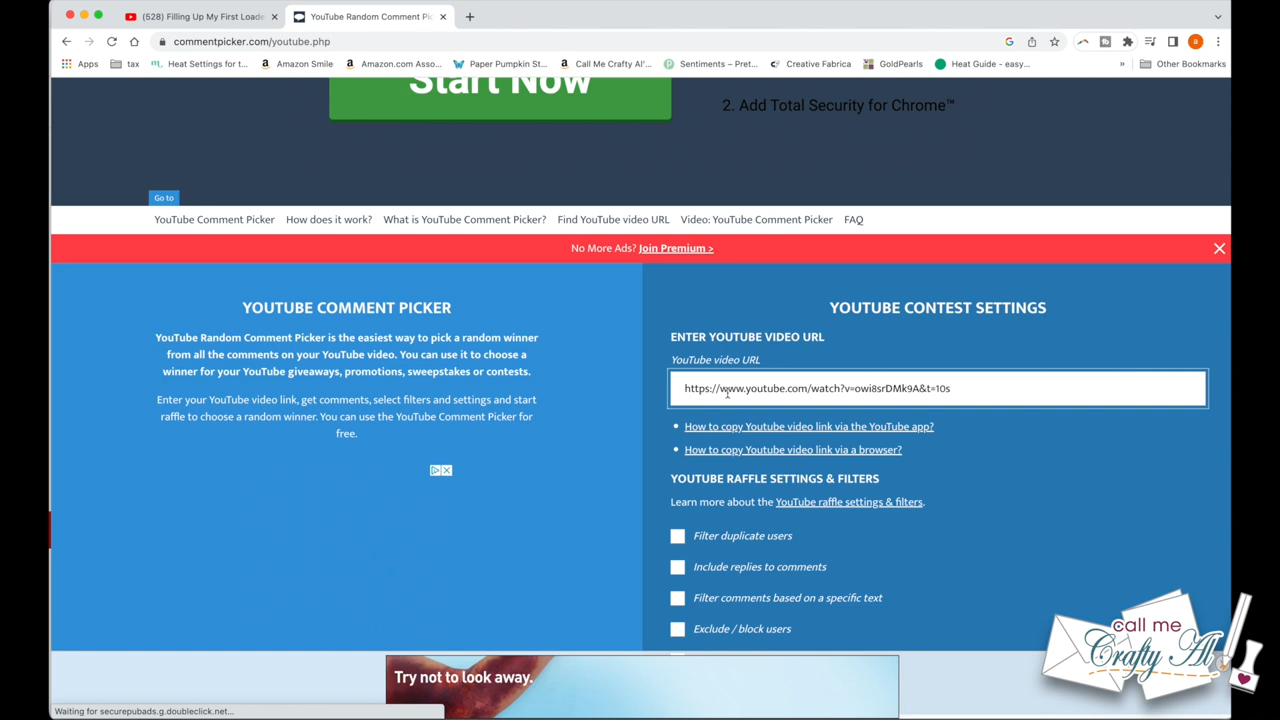 (528) Filling Up My First Loade
YouTube Random Comment Pic
commentpicker.com/youtube.php
a
Apps
tax
Heat Settings for t...
Amazon Smile
Amazon.com Asso...
Paper Pumpkin St...
Call Me Crafty Al'...
Sentiments – Pret...
Creative Fabrica
GoldPearls
Heat Guide - easy...
»
Other Bookmarks
Start Now
2. Add Total Security for Chrome™
Go to
YouTube Comment Picker
How does it work?
What is YouTube Comment Picker?
Find YouTube video URL
Video: YouTube Comment Picker
FAQ
No More Ads? Join Premium >
YOUTUBE COMMENT PICKER
YouTube Random Comment Picker is the easiest way to pick a random winner
from all the comments on your YouTube video. You can use it to choose a
winner for your YouTube giveaways, promotions, sweepstakes or contests.
Enter your YouTube video link, get comments, select filters and settings and start
raffle to choose a random winner. You can use the YouTube Comment Picker for
free.
YOUTUBE CONTEST SETTINGS
ENTER YOUTUBE VIDEO URL
YouTube video URL
https://www.youtube.com/watch?v=owi8srDMk9A&t=10s
How to copy Youtube video link via the YouTube app?
How to copy Youtube video link via a browser?
YOUTUBE RAFFLE SETTINGS & FILTERS
Learn more about the YouTube raffle settings & filters.
Filter duplicate users
Include replies to comments
Filter comments based on a specific text
Exclude / block users
Try not to look away.
Waiting for securepubads.g.doubleclick.net...
call me
Crafty Al